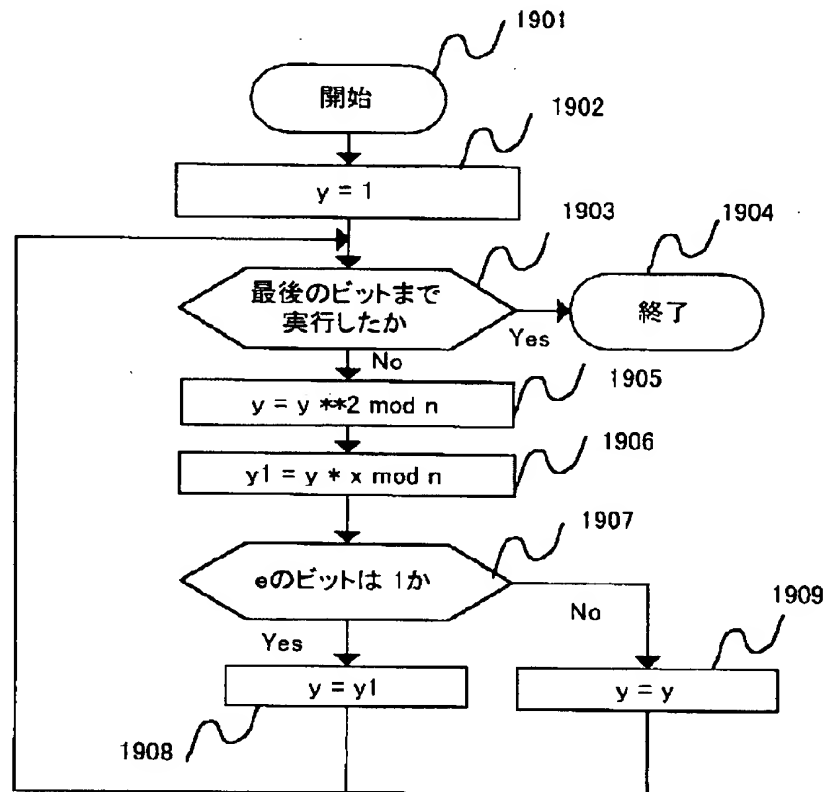 1901
開始
1902
y = 1
1903
1904
最後のビットまで
実行したか
終了
Yes
No
1905
y = y **2 mod n
1906
y1 = y * x mod n
1907
eのビットは 1か
No
1909
Yes
y = y1
y = y
1908